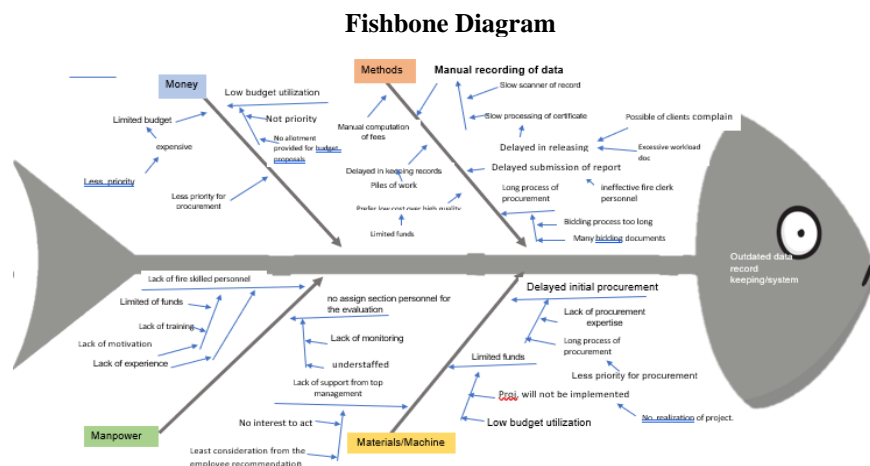 Fishbone Diagram
Money
Low budget utilization
Limited budget
Not priority
expensive
No allotment
provided for budget
proposals
Less priority
Less priority for
procurement
Methods
Manual recording of data
Slow scanner of record
Slow processing of certificate
Possible of clients complain
Manual computation
of fees
Delayed in releasing
Excessive workload
doc
Delayed in keeping records
Piles of work
Delayed submission of report
Prefer low cost over high quality
Long process of
procurement
ineffective fire clerk
personnel
Limited funds
Bidding process too long
Many bidding documents
Outdated data
record
keeping/system
Lack of fire skilled personnel
Limited of funds
Lack of training
Lack of motivation
Lack of experience
no assign section personnel for
the evaluation
Lack of monitoring
understaffed
Lack of support from top
management
No interest to act
Least consideration from the
employee recommendation
Delayed initial procurement
Lack of procurement
expertise
Long process of
procurement
Limited funds
Less priority for procurement
Proj. will not be implemented
No. realization of project.
Low budget utilization
Manpower
Materials/Machine